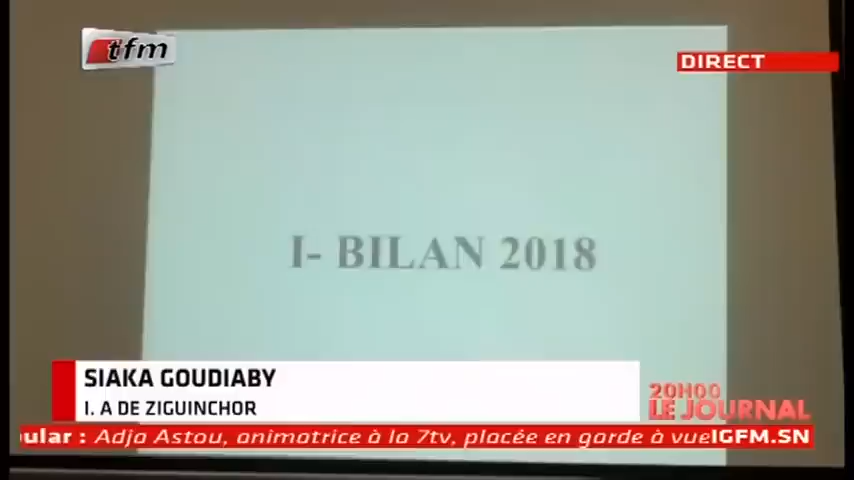 tfm
DIRECT
I- BILAN 2018
SIAKA GOUDIABY
I. A DE ZIGUINCHOR
20H00
LE JOURNAL
ular : Adja Astou, animatrice à la 7tv, placée en garde à vue
IGFM.SN